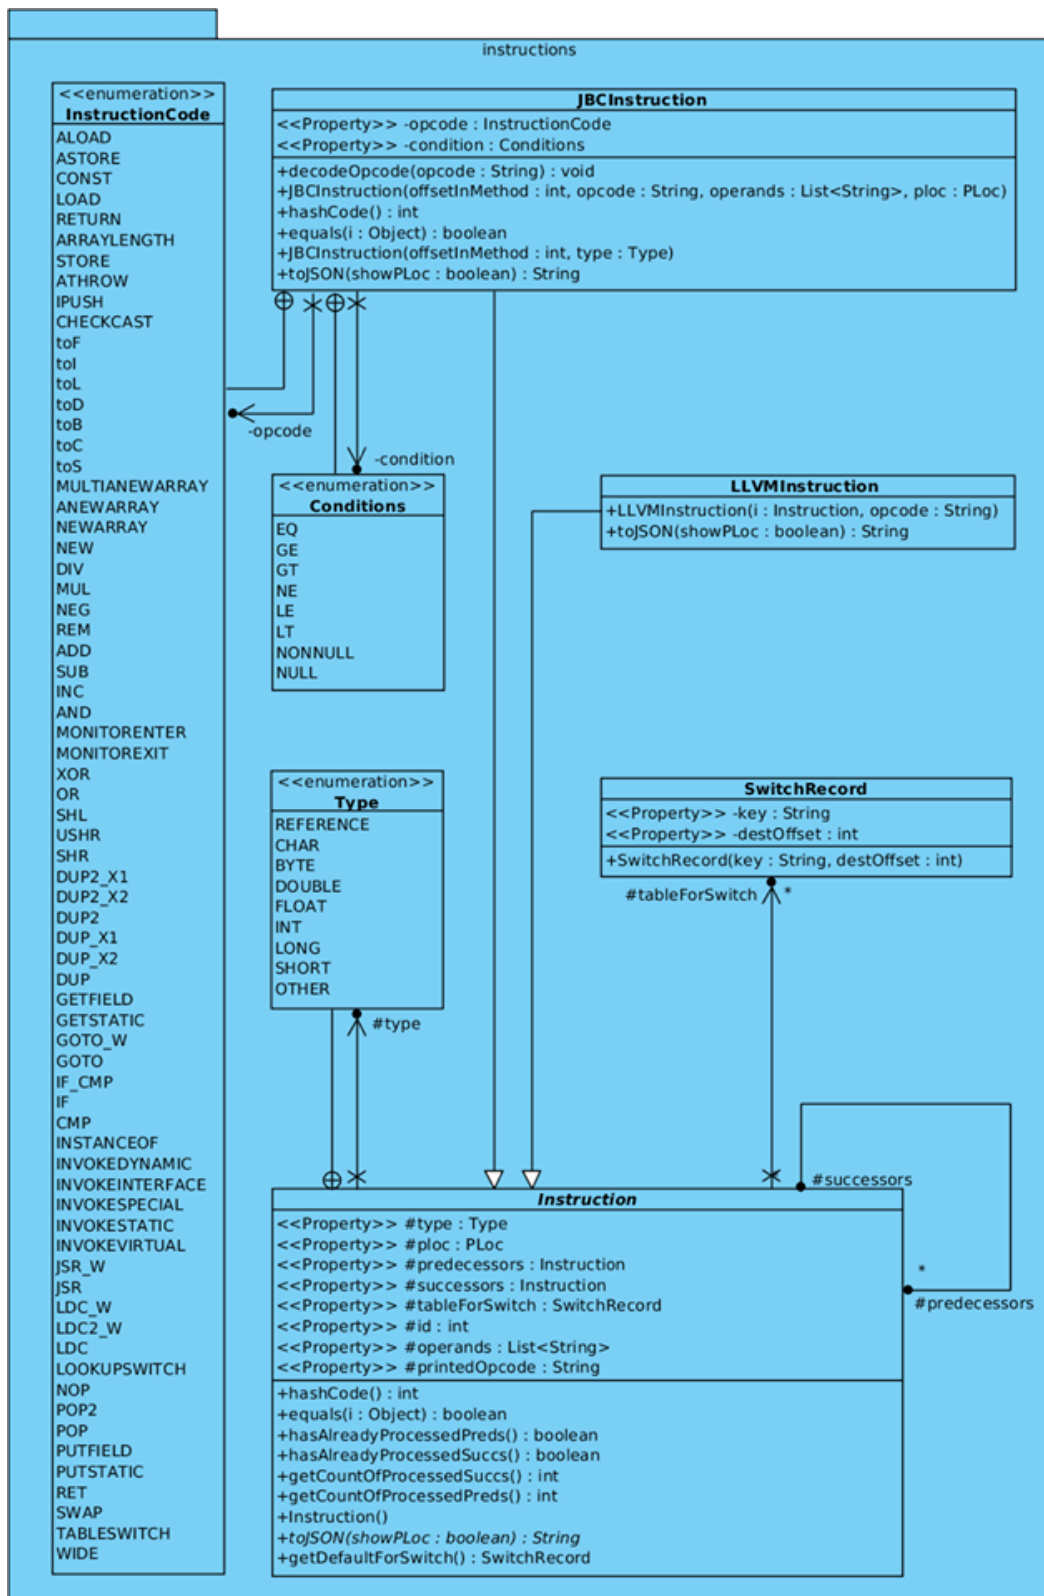 instructions
<<enumeration>>
InstructionCode
ALOAD
ASTORE
CONST
LOAD
RETURN
ARRAYLENGTH
STORE
ATHROW
IPUSH
CHECKCAST
toF
toI
toL
toD
toB
toC
toS
MULTIANEWARRAY
ANEWARRAY
NEWARRAY
NEW
DIV
MUL
NEG
REM
ADD
SUB
INC
AND
MONITORENTER
MONITOREXIT
XOR
OR
SHL
USHR
SHR
DUP2_X1
DUP2_X2
DUP2
DUP_X1
DUP_X2
DUP
GETFIELD
GETSTATIC
GOTO_W
GOTO
IF_CMP
IF
CMP
INSTANCEOF
INVOKEDYNAMIC
INVOKEINTERFACE
INVOKESPECIAL
INVOKESTATIC
INVOKEVIRTUAL
JSR_W
JSR
LDC_W
LDC2_W
LDC
LOOKUPSWITCH
NOP
POP2
POP
PUTFIELD
PUTSTATIC
RET
SWAP
TABLESWITCH
WIDE
JBCInstruction
<<Property>> -opcode : InstructionCode
<<Property>> -condition : Conditions
+decodeOpcode(opcode : String) : void
+JBCInstruction(offsetInMethod : int, opcode : String, operands : List<String>, ploc : PLoc)
+hashCode() : int
+equals(i : Object) : boolean
+JBCInstruction(offsetInMethod : int, type : Type)
+toJSON(showPLoc : boolean) : String
-opcode
-condition
<<enumeration>>
Conditions
EQ
GE
GT
NE
LE
LT
NONNULL
NULL
LLVMInstruction
+LLVMInstruction(i : Instruction, opcode : String)
+toJSON(showPLoc : boolean) : String
<<enumeration>>
Type
REFERENCE
CHAR
BYTE
DOUBLE
FLOAT
INT
LONG
SHORT
OTHER
#type
SwitchRecord
<<Property>> -key : String
<<Property>> -destOffset : int
+SwitchRecord(key : String, destOffset : int)
#tableForSwitch *
#successors
*
#predecessors
Instruction
<<Property>> #type : Type
<<Property>> #ploc : PLoc
<<Property>> #predecessors : Instruction
<<Property>> #successors : Instruction
<<Property>> #tableForSwitch : SwitchRecord
<<Property>> #id : int
<<Property>> #operands : List<String>
<<Property>> #printedOpcode : String
+hashCode() : int
+equals(i : Object) : boolean
+hasAlreadyProcessedPreds() : boolean
+hasAlreadyProcessedSuccs() : boolean
+getCountOfProcessedSuccs() : int
+getCountOfProcessedPreds() : int
+Instruction()
+toJSON(showPLoc : boolean) : String
+getDefaultForSwitch() : SwitchRecord